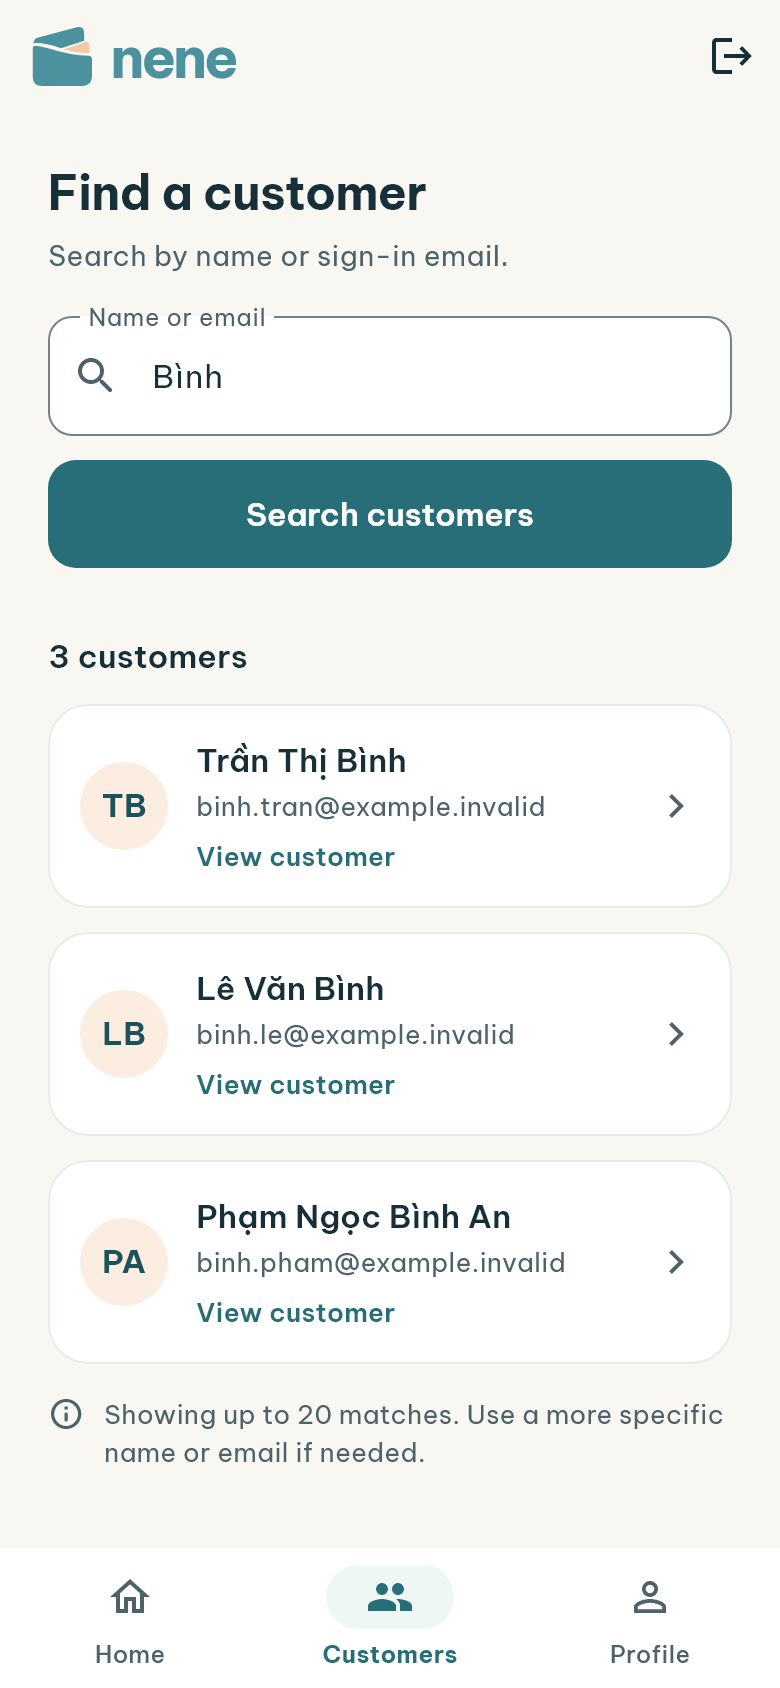 nene
Find a customer
Search by name or sign-in email.
Name or email
Bình
Search customers
3 customers
TB
Trần Thị Bình
binh.tran@example.invalid
View customer
LB
Lê Văn Bình
binh.le@example.invalid
View customer
PA
Phạm Ngọc Bình An
binh.pham@example.invalid
View customer
Showing up to 20 matches. Use a more specific
name or email if needed.
Home
Customers
Profile